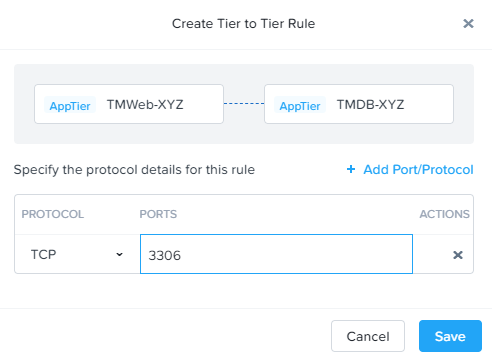 Create Tier to Tier Rule
AppTier TMWeb-XYZ AppTier TMDB-XYZ
Specify the protocol details for this rule + Add Port/Protocol
PROTOCOL PORTS ACTIONS
TCP 3306
Cancel Save